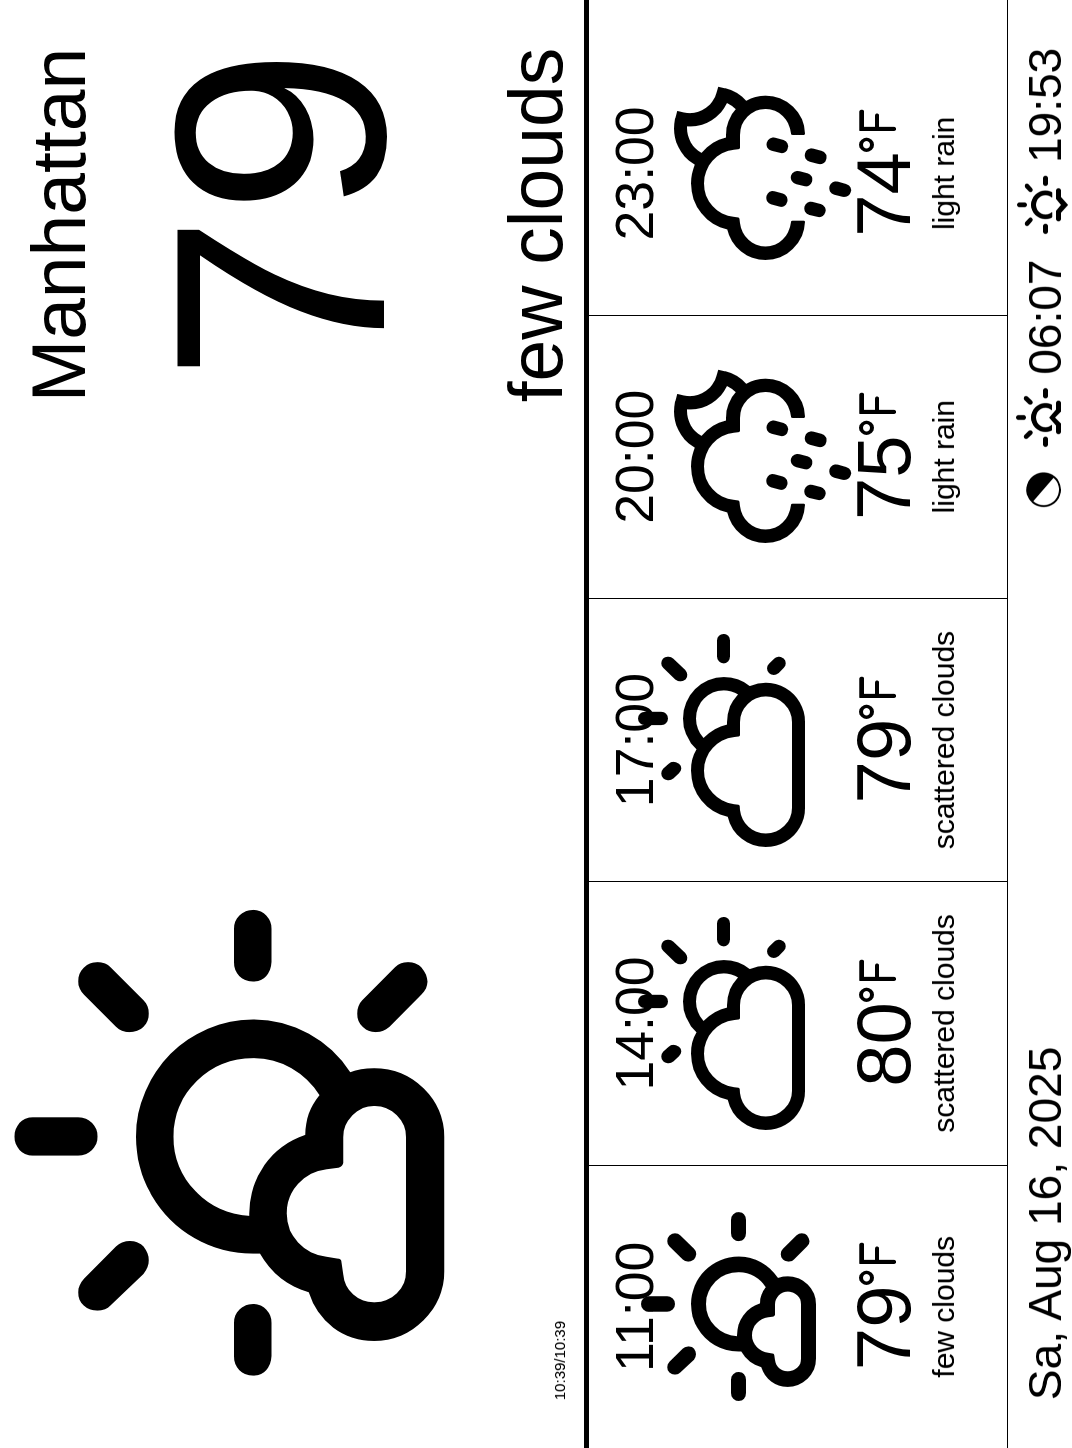 Manhattan
79
few clouds
10:39/10:39
11:00
79°F
few clouds
14:00
80°F
scattered clouds
17:00
79°F
scattered clouds
20:00
75°F
light rain
23:00
74°F
light rain
Sa, Aug 16, 2025
06:07 19:53